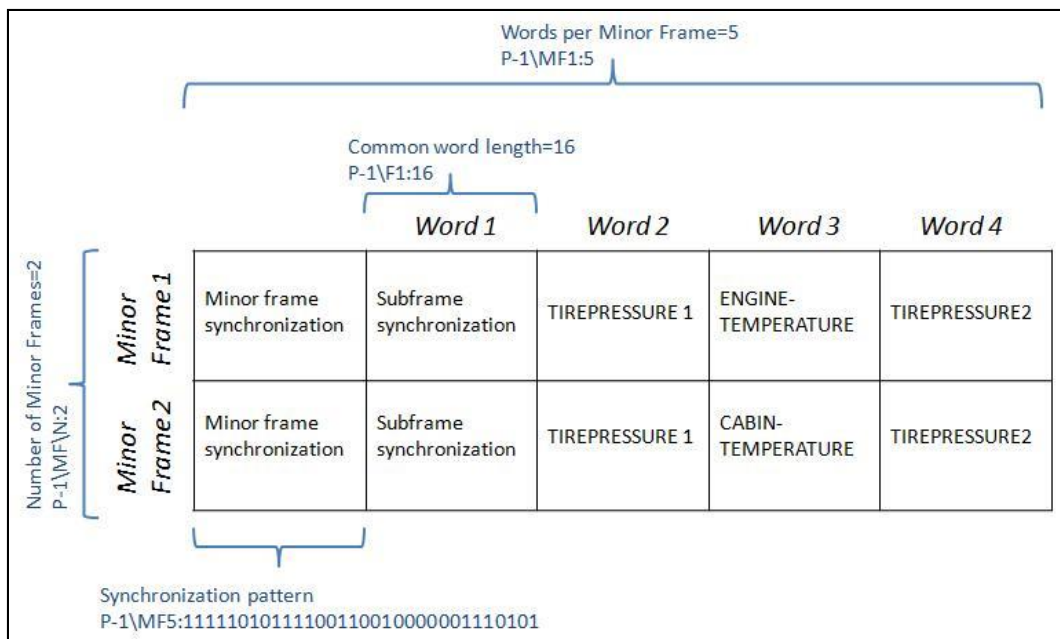 Words per Minor Frame=5
P-1\MF1:5
Common word length=16
P-1\F1:16
Word 1 Word 2 Word 3 Word 4
Number of Minor Frames=2
P-1\MF\N:2
Minor
Frame 1
Minor frame
synchronization
Subframe
synchronization
TIREPRESSURE 1
ENGINE-
TEMPERATURE
TIREPRESSURE2
Minor
Frame 2
Minor frame
synchronization
Subframe
synchronization
TIREPRESSURE 1
CABIN-
TEMPERATURE
TIREPRESSURE2
Synchronization pattern
P-1\MF5:11111010111100110010000001110101